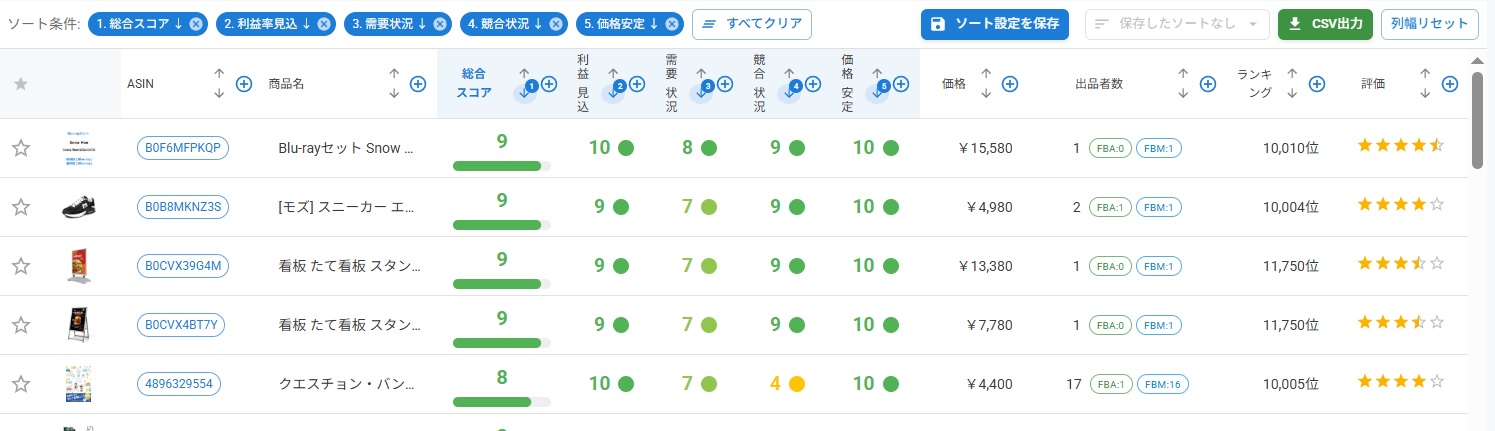 ソート条件: 1. 総合スコア ↓ 2. 利益率見込 ↓ 3. 需要状況 ↓ 4. 競合状況 ↓ 5. 価格安定 ↓ すべてクリア ソート設定を保存 保存したソートなし CSV出力 列幅リセット
ASIN 商品名 総合スコア 1 利益見込 2 需要状況 3 競合状況 4 価格安定 5 価格 出品者数 ランキング 評価
B0F6MFPKQP Blu-rayセット Snow ... 9 10 8 9 10 ￥15,580 1 FBA:0 FBM:1 10,010位
B0B8MKNZ3S [モズ] スニーカー エ... 9 9 7 9 10 ￥4,980 2 FBA:1 FBM:1 10,004位
B0CVX39G4M 看板 たて看板 スタン... 9 9 7 9 10 ￥13,380 1 FBA:0 FBM:1 11,750位
B0CVX4BT7Y 看板 たて看板 スタン... 9 9 7 9 10 ￥7,780 1 FBA:0 FBM:1 11,750位
4896329554 クエスチョン・バン... 8 10 7 4 10 ￥4,400 17 FBA:1 FBM:16 10,005位